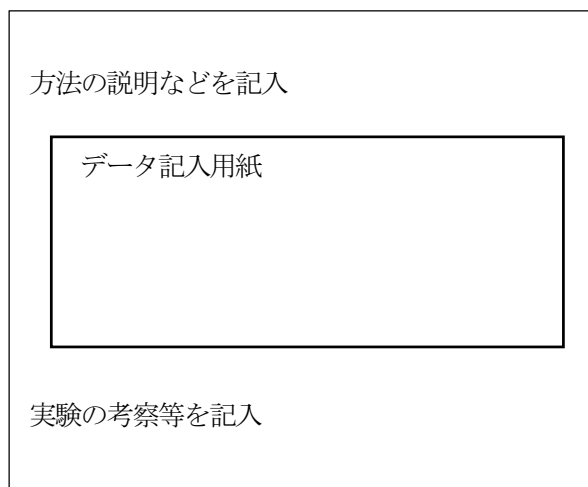 方法の説明などを記入
データ記入用紙
実験の考察等を記入